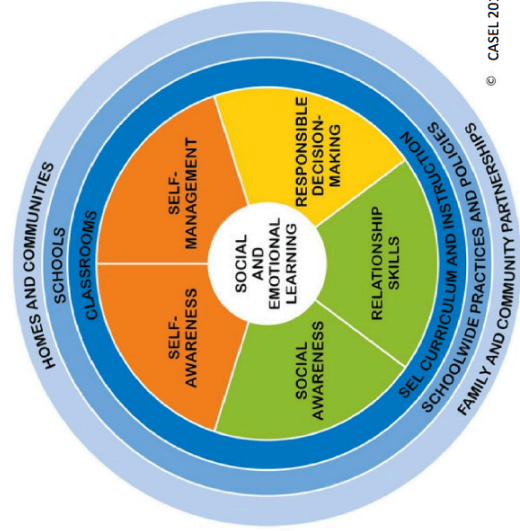 HOMES AND COMMUNITIES
SCHOOLS
CLASSROOMS
SELF-
AWARENESS
SELF-
MANAGEMENT
SOCIAL
AND
EMOTIONAL
LEARNING
SOCIAL
AWARENESS
RESPONSIBLE
DECISION-
MAKING
RELATIONSHIP
SKILLS
SEL CURRICULUM AND INSTRUCTION
SCHOOLWIDE PRACTICES AND POLICIES
FAMILY AND COMMUNITY PARTNERSHIPS
© CASEL